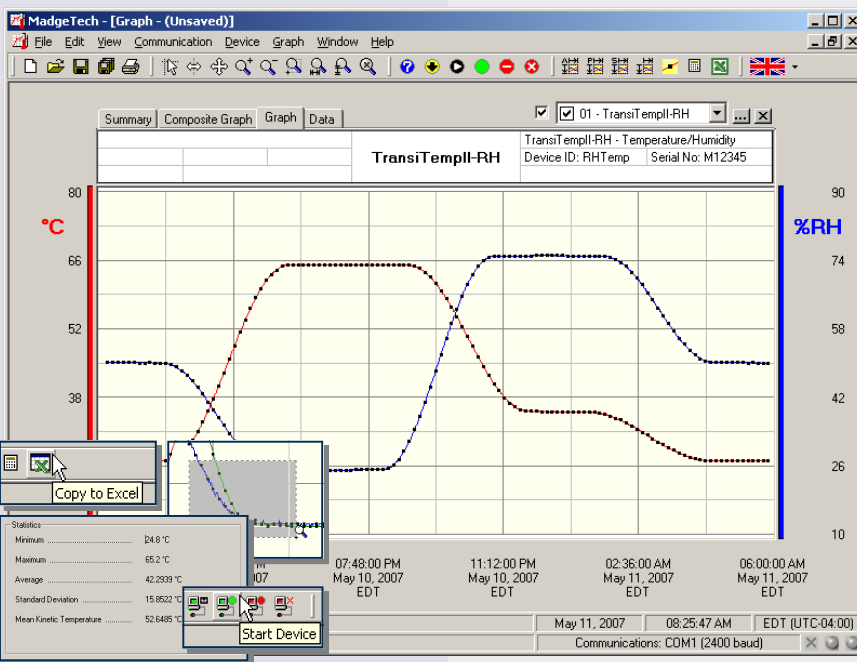 MadgeTech - [Graph - (Unsaved)]
File Edit View Communication Device Graph Window Help
Summary Composite Graph Graph Data
01 - TransiTempII-RH
...
TransiTempII-RH
TransiTempII-RH - Temperature/Humidity
Device ID: RHTemp Serial No: M12345
80 90
°C %RH
66 74
52 58
38 42
26
10
Copy to Excel
Statistics
Minimum 24.8 °C
Maximum 65.2 °C
Average 42.2939 °C
Standard Deviation 15.8522 °C
Mean Kinetic Temperature 52.6485 °C
Start Device
07:48:00 PM
May 10, 2007
EDT
11:12:00 PM
May 10, 2007
EDT
02:36:00 AM
May 11, 2007
EDT
06:00:00 AM
May 11, 2007
EDT
May 11, 2007 08:25:47 AM EDT (UTC-04:00)
Communications: COM1 (2400 baud)